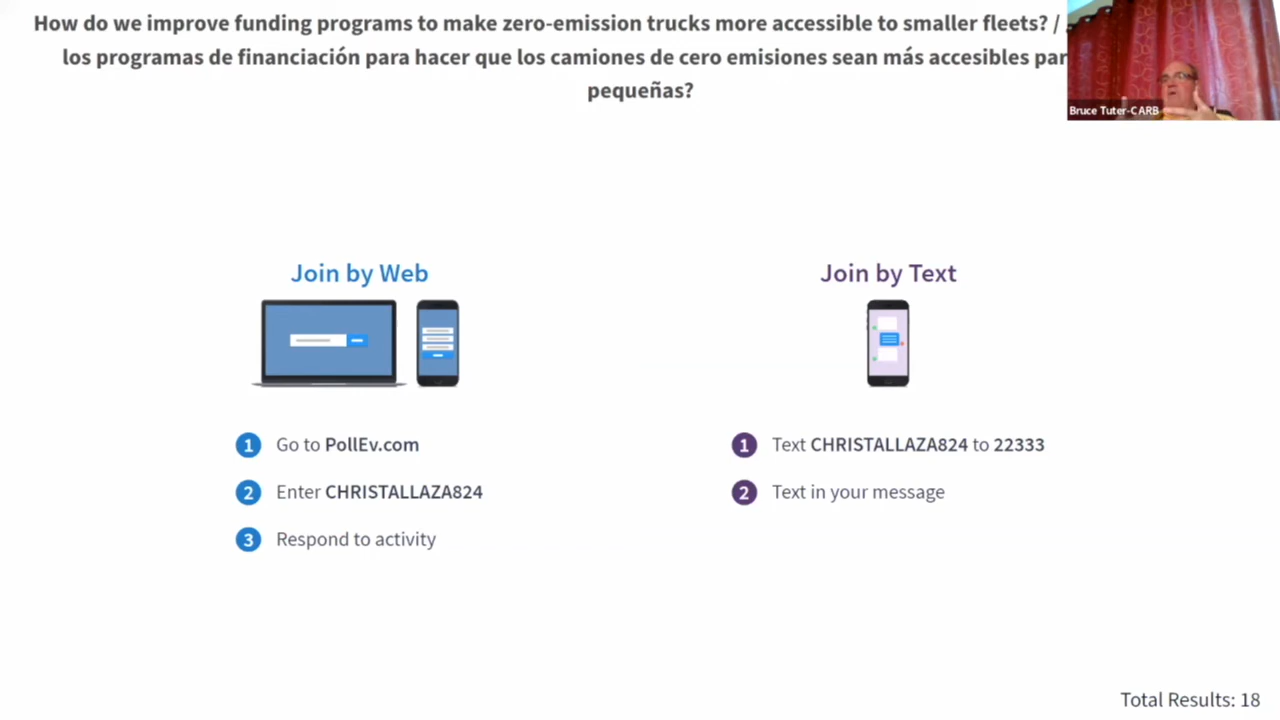 How do we improve funding programs to make zero-emission trucks more accessible to smaller fleets? /
los programas de financiación para hacer que los camiones de cero emisiones sean más accesibles par
pequeñas?
Bruce Tuter-CARB
Join by Web
1 Go to PollEv.com
2 Enter CHRISTALLAZA824
3 Respond to activity
Join by Text
1 Text CHRISTALLAZA824 to 22333
2 Text in your message
Total Results: 18